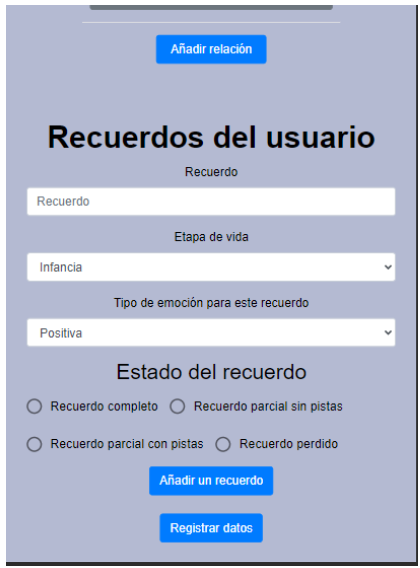 Añadir relación
Recuerdos del usuario
Recuerdo
Recuerdo
Etapa de vida
Infancia
Tipo de emoción para este recuerdo
Positiva
Estado del recuerdo
Recuerdo completo Recuerdo parcial sin pistas
Recuerdo parcial con pistas Recuerdo perdido
Añadir un recuerdo
Registrar datos